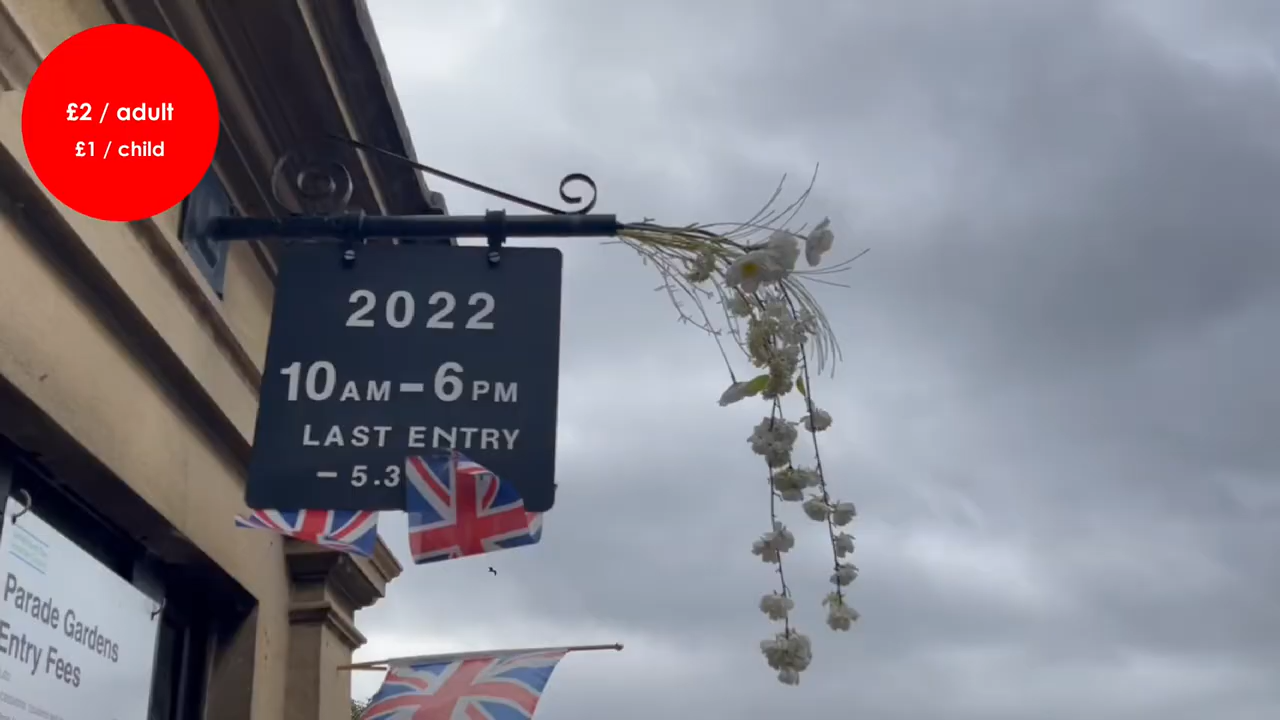 £2 / adult
£1 / child
2022
10AM-6PM
LAST ENTRY
- 5.3
Parade Gardens
Entry Fees